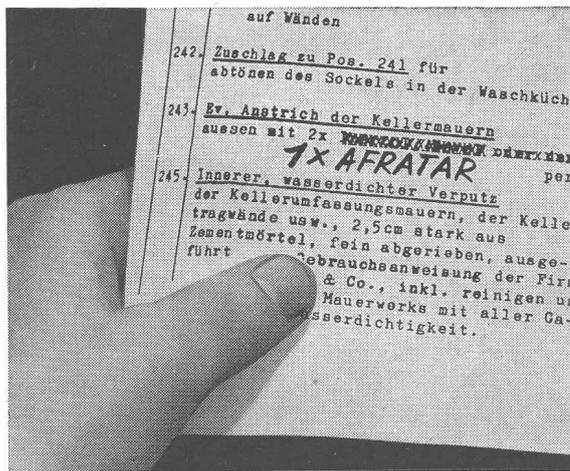 auf Wänden
242. Zuschlag zu Pos. 241 für
abtönen des Sockels in der Waschküch
243. Ev. Anstrich der Kellermauern
aussen mit 2x
1x AFRATAR per
245. Innerer, wasserdichter Verputz
der Kellerumfassungsmauern, der Kelle
tragwände usw., 2,5cm stark aus
Zementmörtel, fein abgerieben, ausge-
führt Gebrauchsanweisung der Fir
& Co., inkl. reinigen u
Mauerwerks mit aller Ga-
asserdichtigkeit.